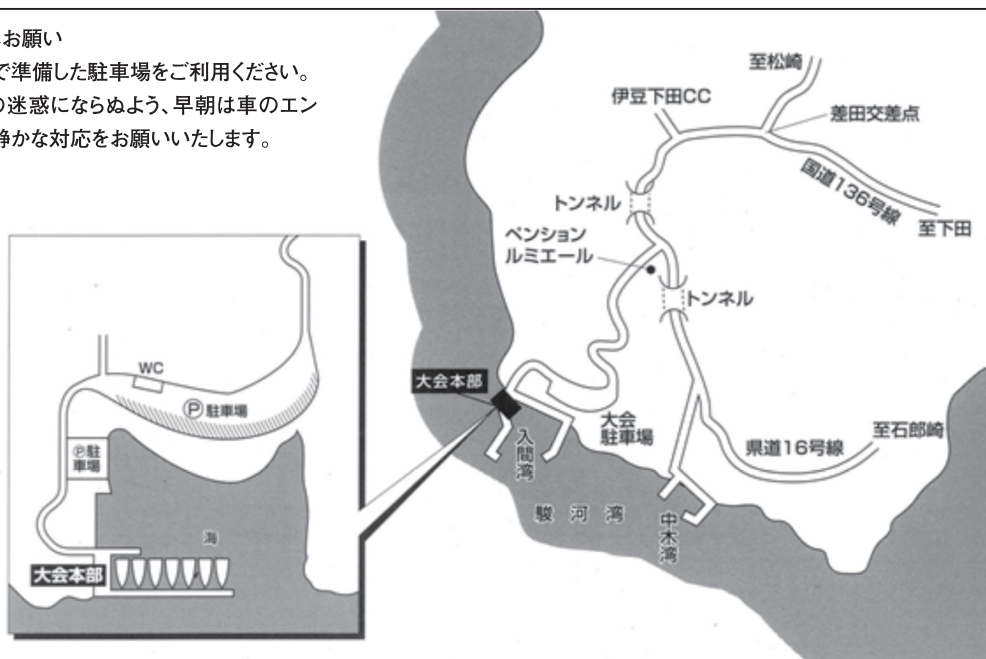 お願い
で準備した駐車場をご利用ください。
の迷惑にならぬよう、早朝は車のエン
静かな対応をお願いいたします。
至松崎
伊豆下田CC
差田交差点
国道136号線
至下田
トンネル
ペンション
ルミエール
トンネル
大会本部
大会
駐車場
入間湾
県道16号線
至石郎崎
駿河湾
中木湾
WC
P駐車場
P駐
車場
海
大会本部